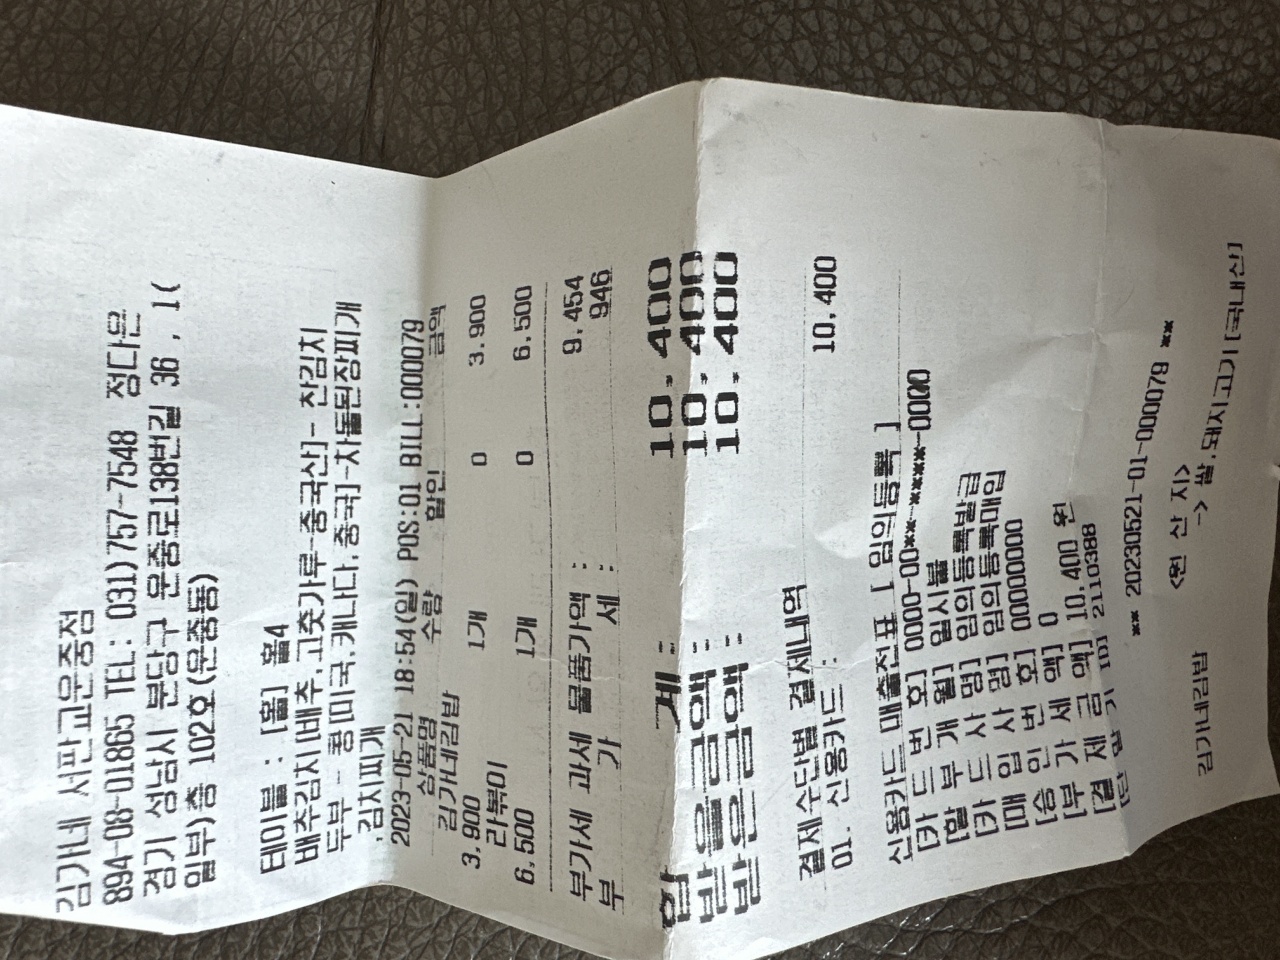 김가네 서판교운중점
894-08-01865 TEL: 031)757-7548 정다운
경기 성남시 분당구 운중로138번길 36 , 1(
일부)층 102호(운중동)
테이블 : [홀] 홀4
배추김치(배추,고춧가루-중국산)- 찬김치
두부 - 콩(미국,캐나다,중국)-차돌된장찌개
,김치찌개
2023-05-21 18:54(일) POS:01 BILL:000079
상품명 수량 할인 금액
김가네김밥
3,900 1개 0 3,900
라볶이
6,500 1개 0 6,500
부가세 과세 물품가액 : 9,454
부 가 세 : 946
합 계 : 10,400
받을금액 : 10,400
받은금액 : 10,400
결제수단별 결제내역
01. 신용카드 : 10,400
신용카드 매출전표 [ 임의등록 ]
[카 드 번 호] 0000-00**-****-0000
[할 부 개 월] 일시불
[카 드 사 명] 임의등록발급
[매 입 사 명] 임의등록매입
[승 인 번 호] 00000000
[부 가 세 액] 0
[결 제 금 액] 10,400 원
2110388
** 20230521-01-000079 **
<원 산 지>
김가네김밥 -> 쌀,돼지고기[국내산]